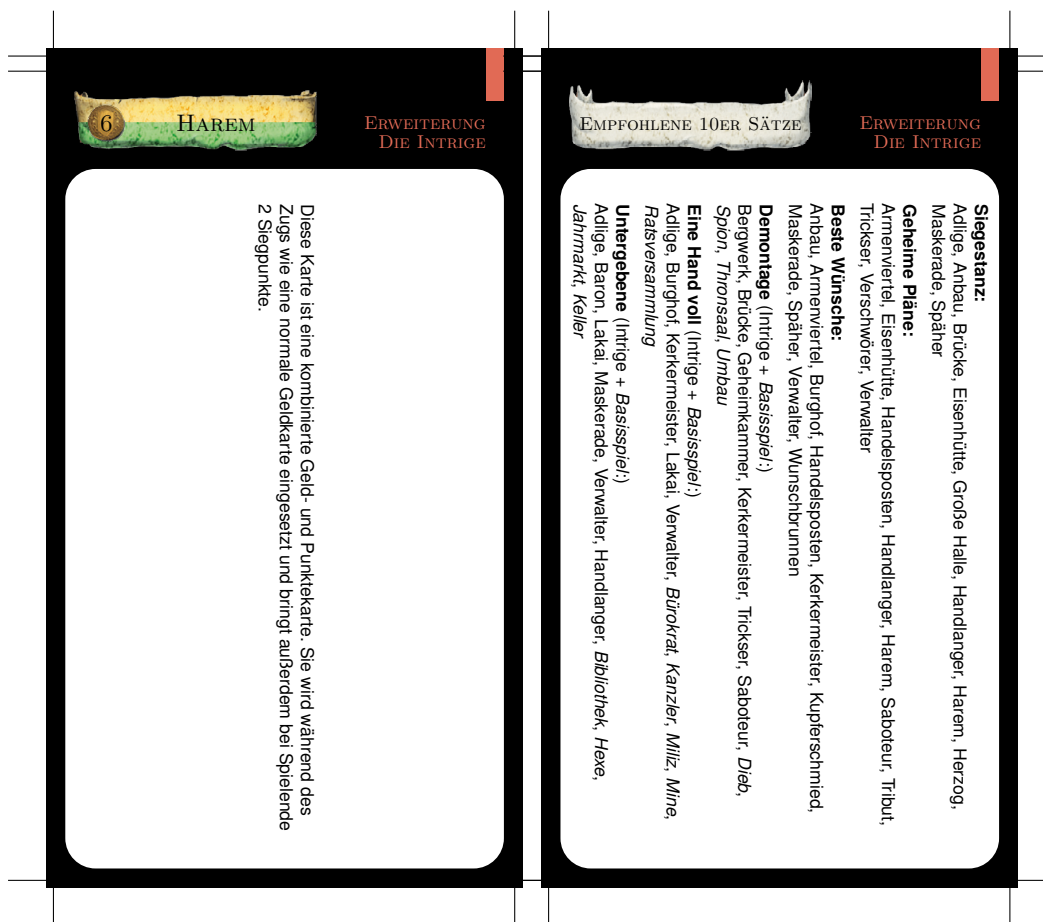 6
HAREM
ERWEITERUNG
DIE INTRIGE
Diese Karte ist eine kombinierte Geld- und Punktekarte. Sie wird während des
Zugs wie eine normale Geldkarte eingesetzt und bringt außerdem bei Spielende
2 Siegpunkte.
EMPFOHLENE 10ER SÄTZE
ERWEITERUNG
DIE INTRIGE
Siegestanz:
Adlige, Anbau, Brücke, Eisenhütte, Große Halle, Handlanger, Harem, Herzog,
Maskerade, Späher
Geheime Pläne:
Armenviertel, Eisenhütte, Handelsposten, Handlanger, Harem, Saboteur, Tribut,
Trickser, Verschwörer, Verwalter
Beste Wünsche:
Anbau, Armenviertel, Burghof, Handelsposten, Kerkermeister, Kupferschmied,
Maskerade, Späher, Verwalter, Wunschbrunnen
Demontage (Intrige + Basisspiel:)
Bergwerk, Brücke, Geheimkammer, Kerkermeister, Trickser, Saboteur, Dieb,
Spion, Thronsaal, Umbau
Eine Hand voll (Intrige + Basisspiel:)
Adlige, Burghof, Kerkermeister, Lakai, Verwalter, Bürokrat, Kanzler, Miliz, Mine,
Ratsversammlung
Untergebene (Intrige + Basisspiel:)
Adlige, Baron, Lakai, Maskerade, Verwalter, Handlanger, Bibliothek, Hexe,
Jahrmarkt, Keller